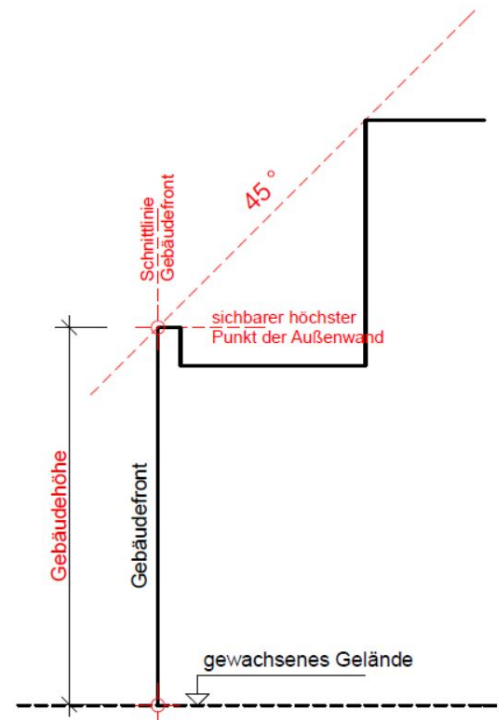 45°
Schnittlinie
Gebäudefront
sichbarer höchster
Punkt der Außenwand
Gebäudehöhe
Gebäudefront
gewachsenes Gelände